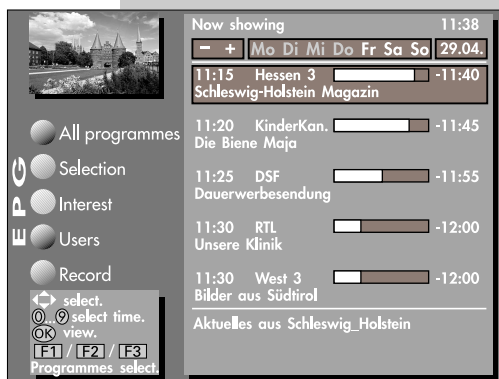 Now showing 11:38
− + Mo Di Mi Do Fr Sa So 29.04.
11:15 Hessen 3 -11:40
Schleswig-Holstein Magazin
11:20 KinderKan. -11:45
Die Biene Maja
11:25 DSF -11:55
Dauerwerbesendung
11:30 RTL -12:00
Unsere Klinik
11:30 West 3 -12:00
Bilder aus Südtirol
Aktuelles aus Schleswig_Holstein
EPG
All programmes
Selection
Interest
Users
Record
select.
0...9 select time.
OK view.
F1 / F2 / F3
Programmes select.